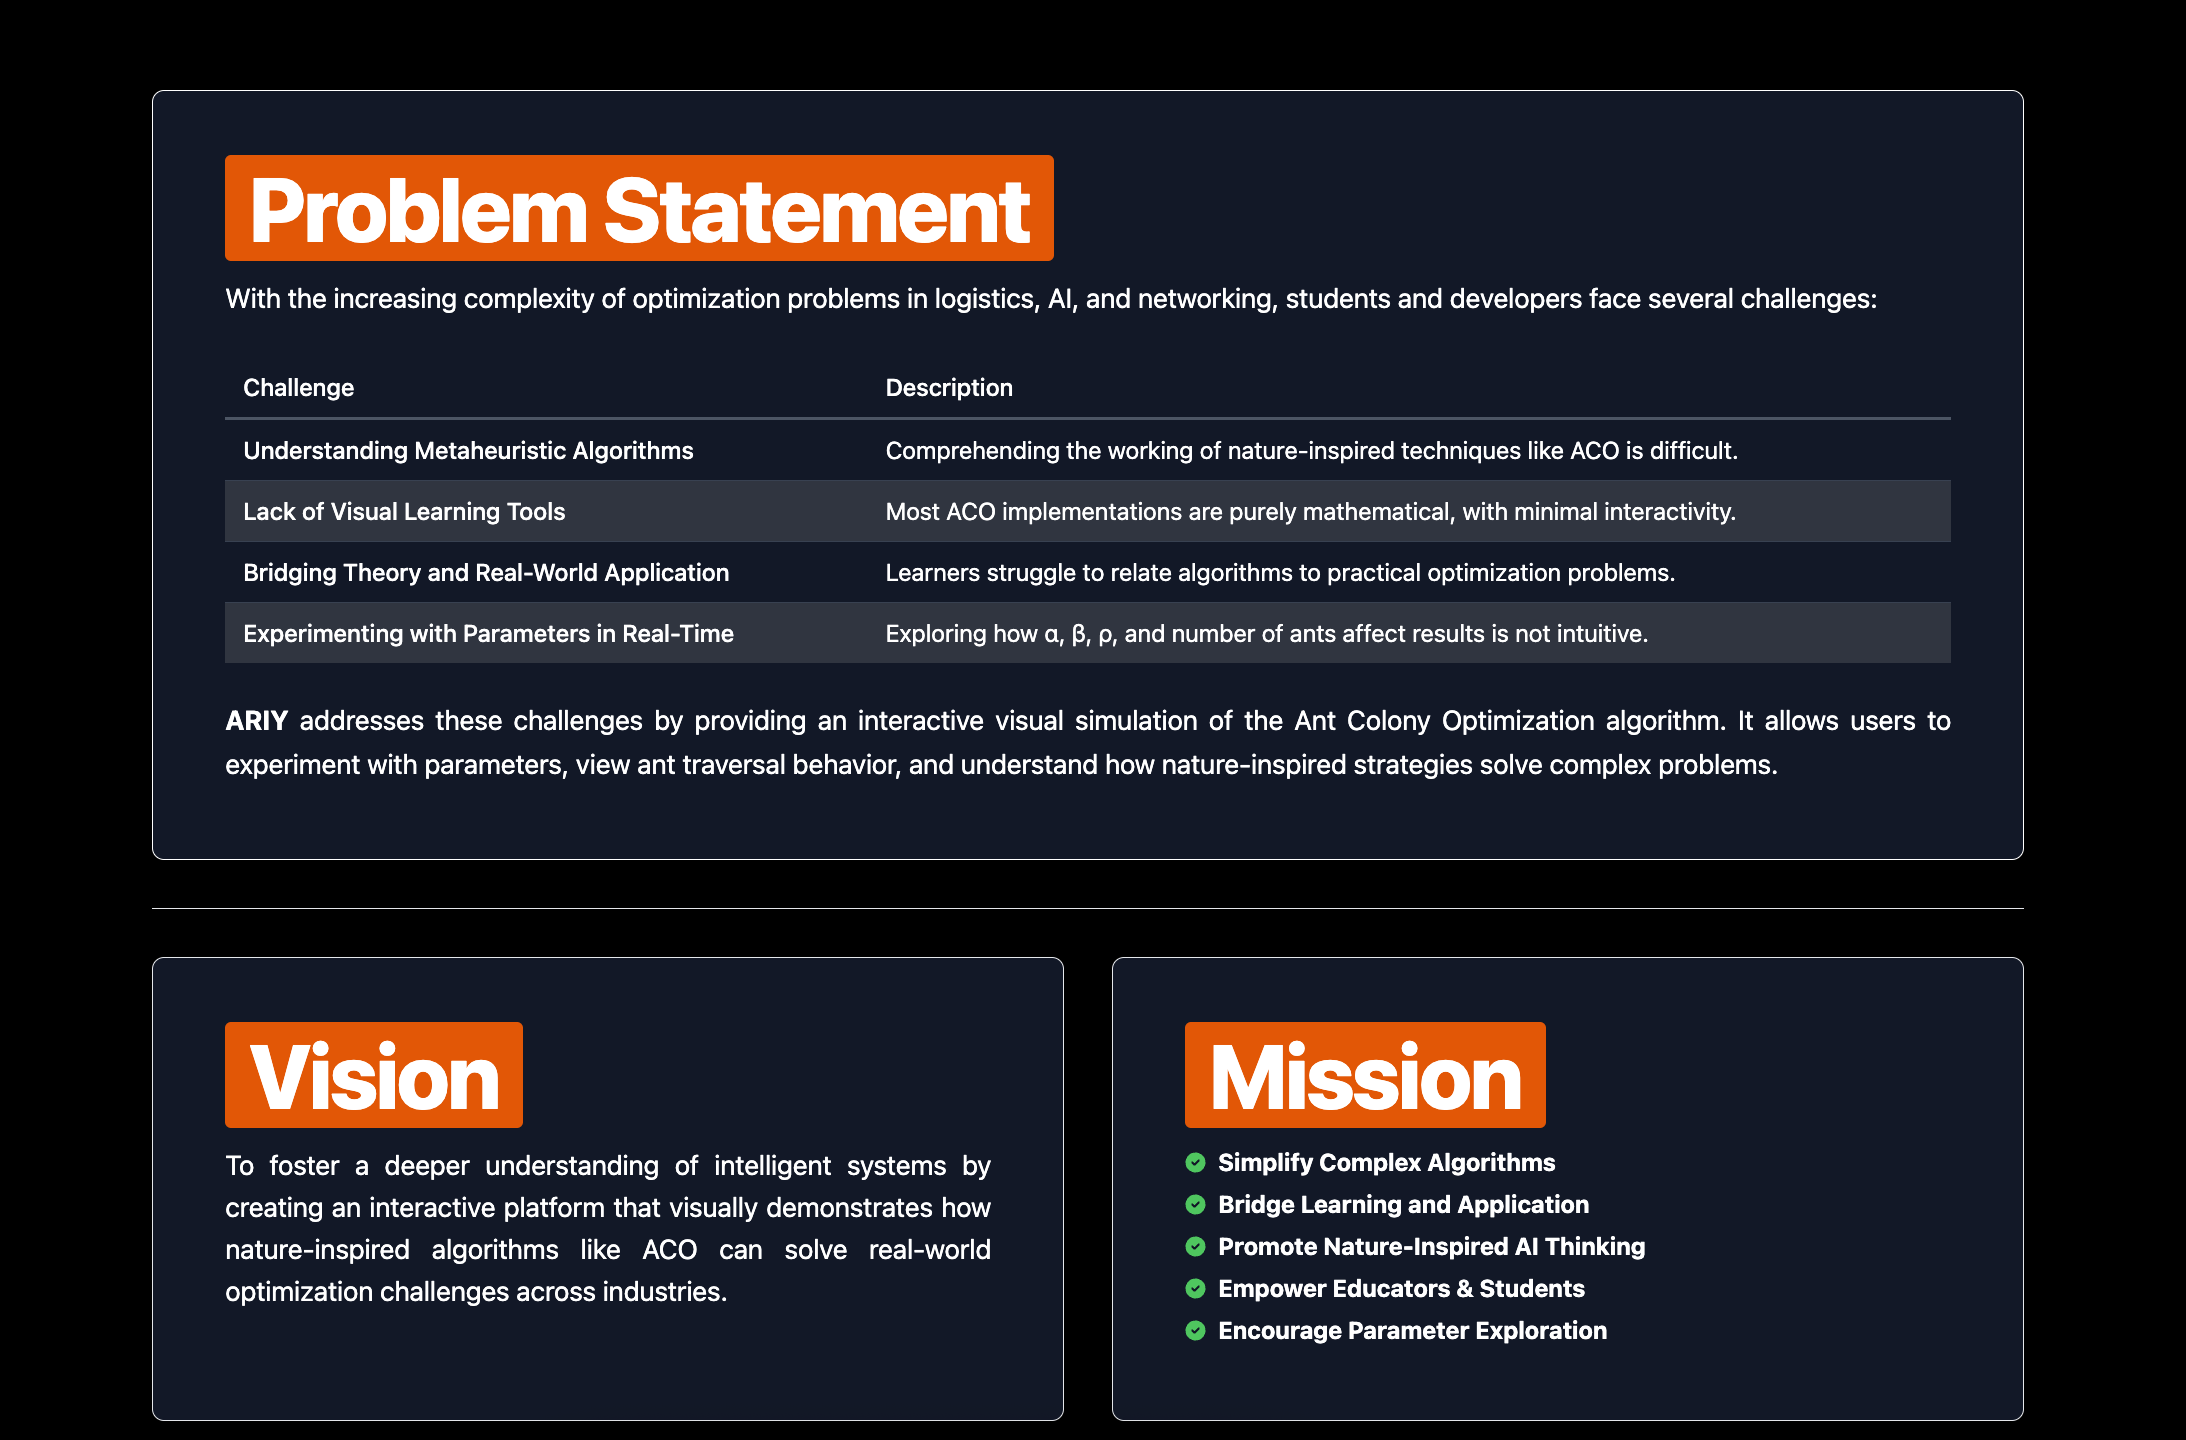 Problem Statement
With the increasing complexity of optimization problems in logistics, AI, and networking, students and developers face several challenges:
Challenge Description
Understanding Metaheuristic Algorithms Comprehending the working of nature-inspired techniques like ACO is difficult.
Lack of Visual Learning Tools Most ACO implementations are purely mathematical, with minimal interactivity.
Bridging Theory and Real-World Application Learners struggle to relate algorithms to practical optimization problems.
Experimenting with Parameters in Real-Time Exploring how α, β, ρ, and number of ants affect results is not intuitive.
ARIY addresses these challenges by providing an interactive visual simulation of the Ant Colony Optimization algorithm. It allows users to
experiment with parameters, view ant traversal behavior, and understand how nature-inspired strategies solve complex problems.
Vision
To foster a deeper understanding of intelligent systems by
creating an interactive platform that visually demonstrates how
nature-inspired algorithms like ACO can solve real-world
optimization challenges across industries.
Mission
Simplify Complex Algorithms
Bridge Learning and Application
Promote Nature-Inspired AI Thinking
Empower Educators & Students
Encourage Parameter Exploration